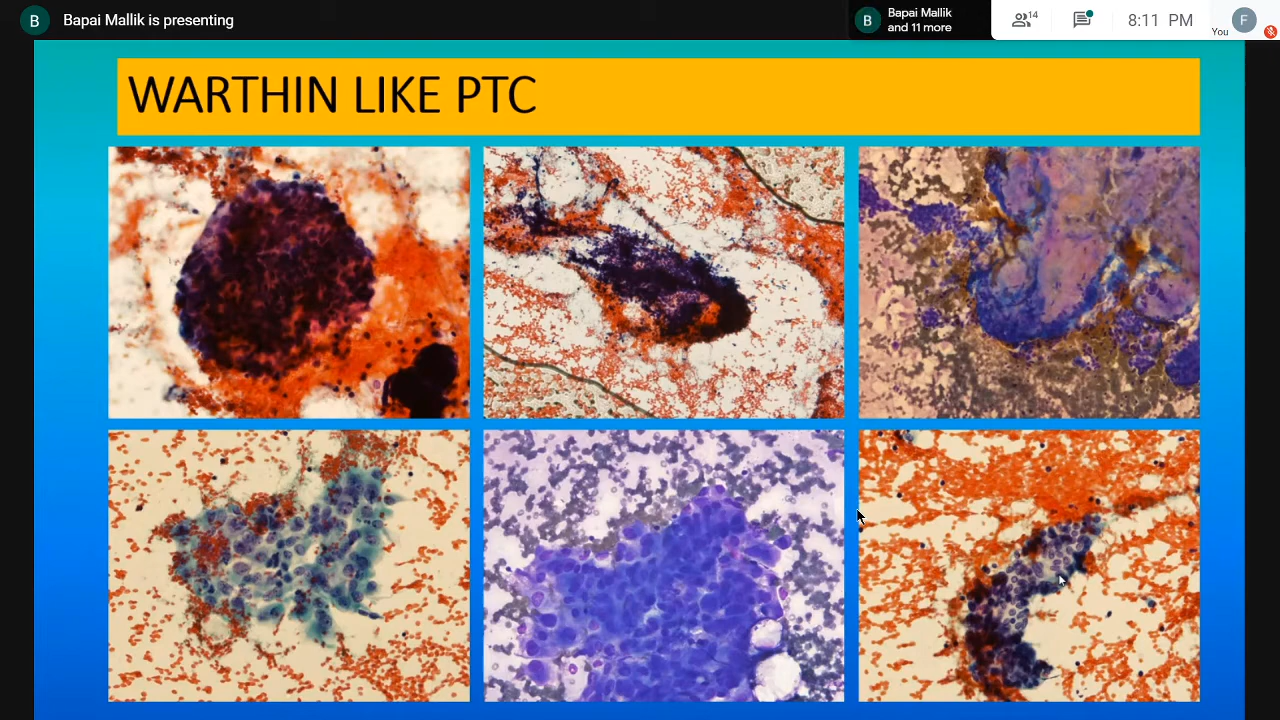 B
Bapai Mallik is presenting
B
Bapai Mallik
and 11 more
14
8:11 PM
You
F
WARTHIN LIKE PTC